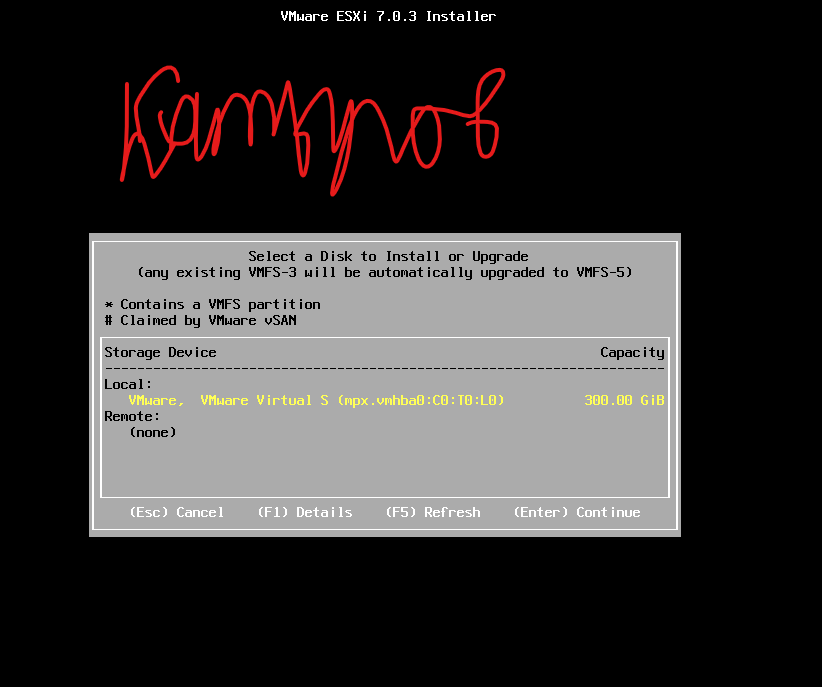 VMware ESXi 7.0.3 Installer
Select a Disk to Install or Upgrade
(any existing VMFS-3 will be automatically upgraded to VMFS-5)
* Contains a VMFS partition
# Claimed by VMware vSAN
Storage Device Capacity
Local:
VMware, VMware Virtual S (mpx.vmhba0:C0:T0:L0) 300.00 GiB
Remote:
(none)
(Esc) Cancel (F1) Details (F5) Refresh (Enter) Continue